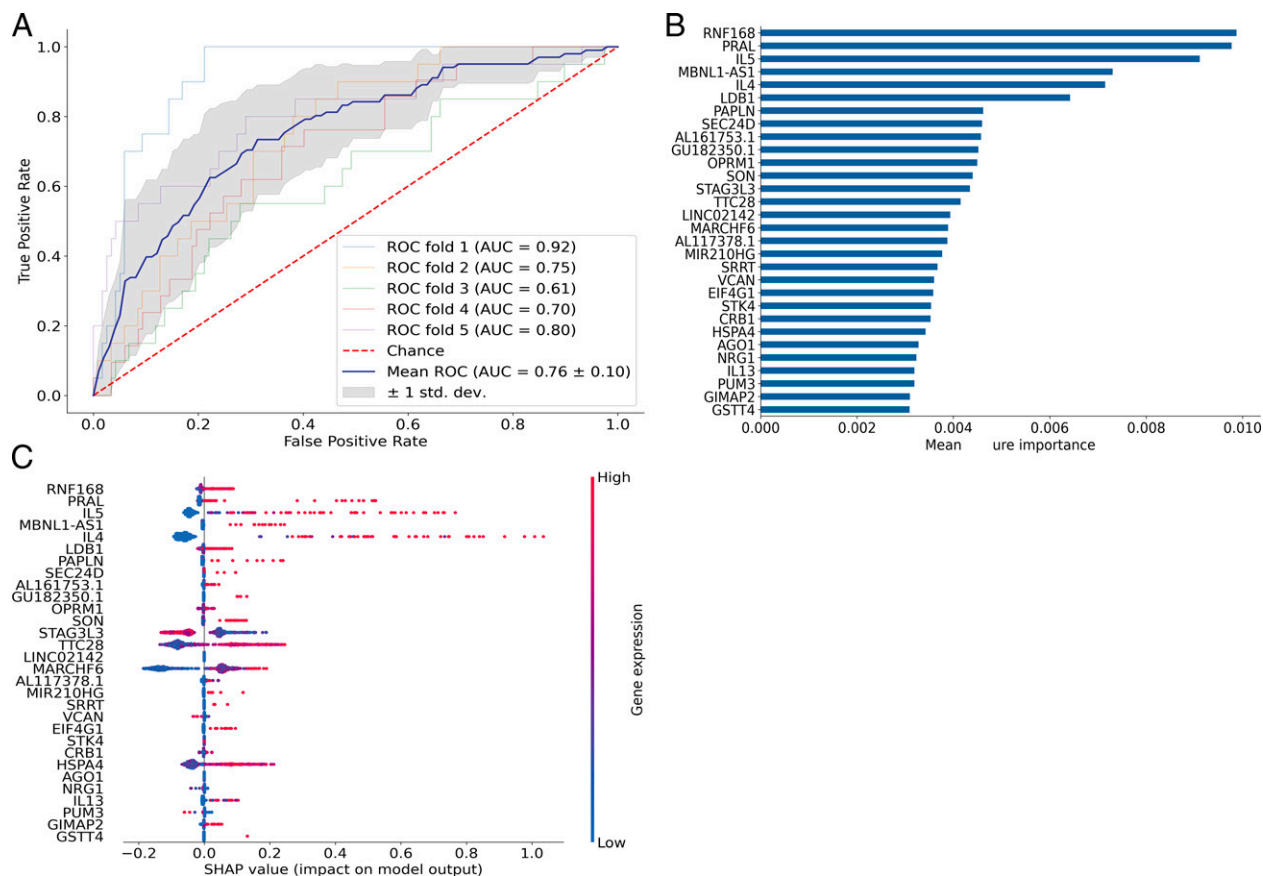 A
1.0
0.8
0.6
0.4
0.2
0.0
True Positive Rate
0.0 0.2 0.4 0.6 0.8 1.0
False Positive Rate
ROC fold 1 (AUC = 0.92)
ROC fold 2 (AUC = 0.75)
ROC fold 3 (AUC = 0.61)
ROC fold 4 (AUC = 0.70)
ROC fold 5 (AUC = 0.80)
Chance
Mean ROC (AUC = 0.76 ± 0.10)
± 1 std. dev.
B
RNF168
PRAL
IL5
MBNL1-AS1
IL4
LDB1
PAPLN
SEC24D
AL161753.1
GU182350.1
OPRM1
SON
STAG3L3
TTC28
LINC02142
MARCHF6
AL117378.1
MIR210HG
SRRT
VCAN
EIF4G1
STK4
CRB1
HSPA4
AGO1
NRG1
IL13
PUM3
GIMAP2
GSTT4
0.000 0.002 0.004 0.006 0.008 0.010
Mean ure importance
C
RNF168
PRAL
IL5
MBNL1-AS1
IL4
LDB1
PAPLN
SEC24D
AL161753.1
GU182350.1
OPRM1
SON
STAG3L3
TTC28
LINC02142
MARCHF6
AL117378.1
MIR210HG
SRRT
VCAN
EIF4G1
STK4
CRB1
HSPA4
AGO1
NRG1
IL13
PUM3
GIMAP2
GSTT4
−0.2 0.0 0.2 0.4 0.6 0.8 1.0
SHAP value (impact on model output)
High
Gene expression
Low